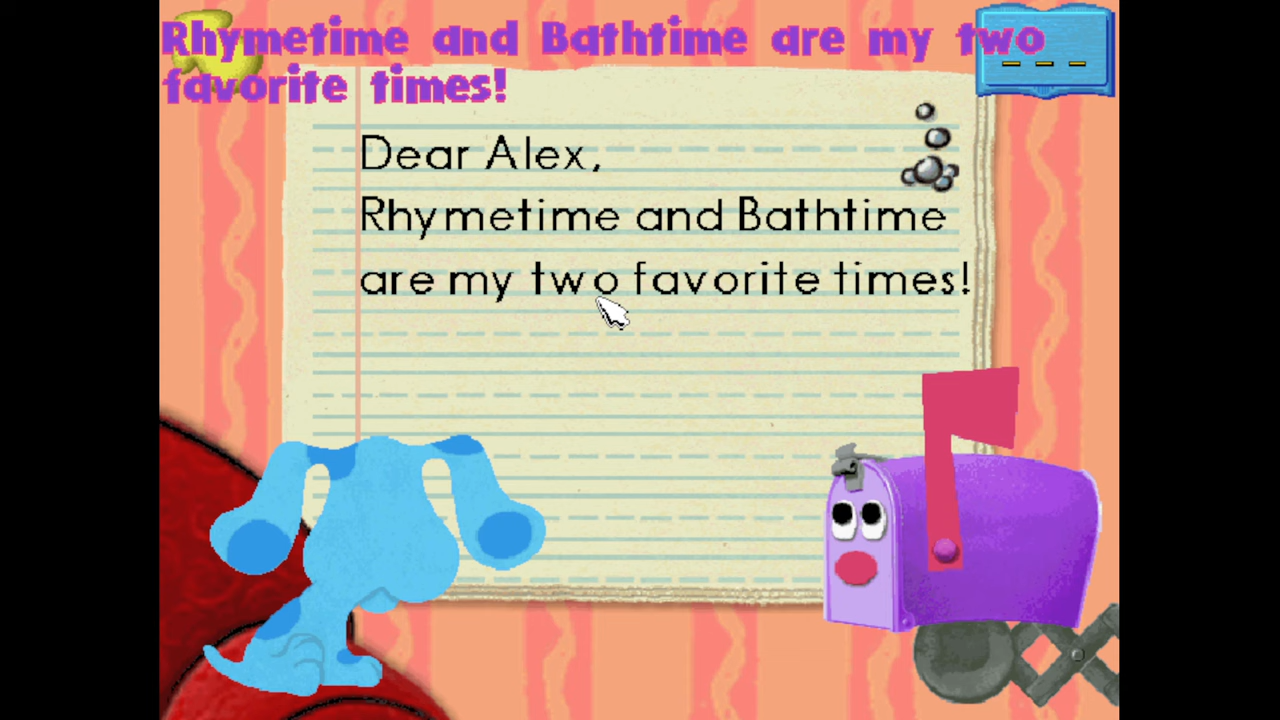 Rhymetime and Bathtime are my two
favorite times!
Dear Alex,
Rhymetime and Bathtime
are my two favorite times!